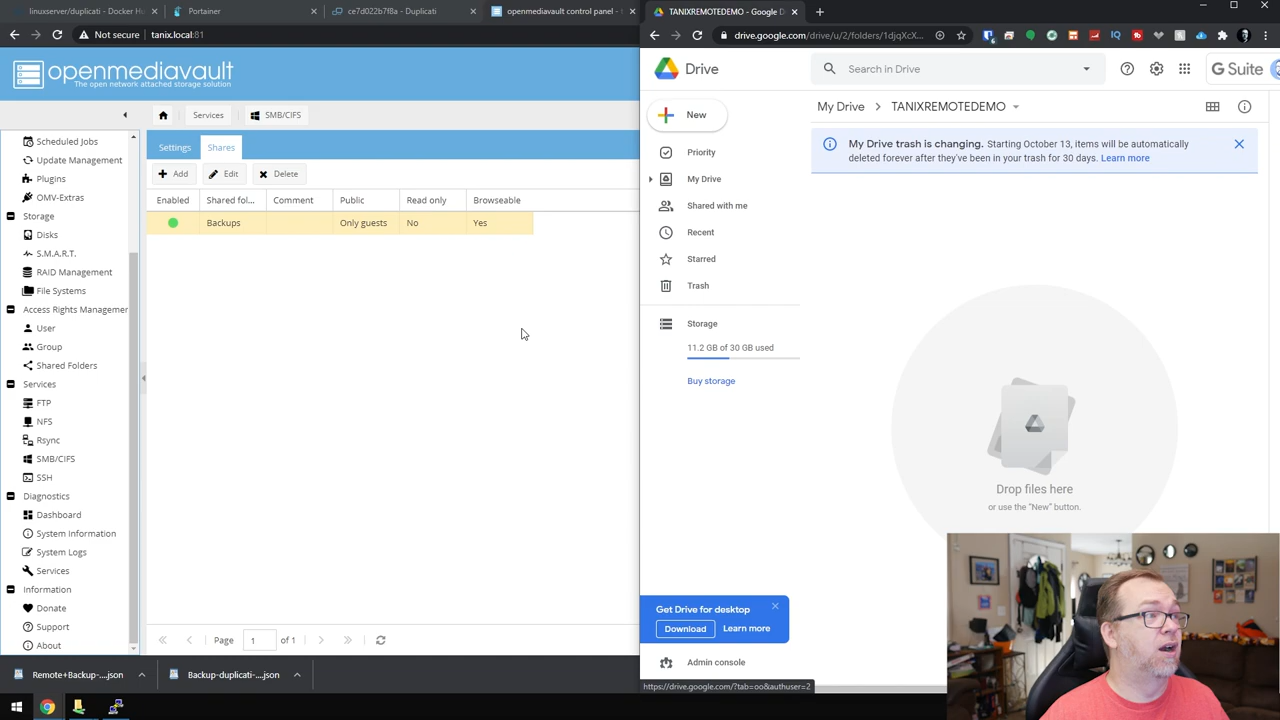 linuxserver/duplicati - Docker Hu
Portainer
ce7d022b7f8a - Duplicati
openmediavault control panel -
Not secure
tanix.local:81
openmediavault
The open network attached storage solution
Services
SMB/CIFS
Scheduled Jobs
Update Management
Plugins
OMV-Extras
Storage
Disks
S.M.A.R.T.
RAID Management
File Systems
Access Rights Managemer
User
Group
Shared Folders
Services
FTP
NFS
Rsync
SMB/CIFS
SSH
Diagnostics
Dashboard
System Information
System Logs
Services
Information
Donate
Support
About
Settings
Shares
Add
Edit
Delete
Enabled
Shared fol...
Comment
Public
Read only
Browseable
Backups
Only guests
No
Yes
Page
1
of 1
TANIXREMOTEDEMO - Google D
drive.google.com/drive/u/2/folders/1djqXcX...
Drive
Search in Drive
G Suite
New
Priority
My Drive
Shared with me
Recent
Starred
Trash
Storage
11.2 GB of 30 GB used
Buy storage
My Drive
TANIXREMOTEDEMO
My Drive trash is changing. Starting October 13, items will be automatically
deleted forever after they've been in your trash for 30 days. Learn more
Drop files here
or use the "New" button.
Get Drive for desktop
Download
Learn more
Admin console
https://drive.google.com/?tab=oo&authuser=2
Backup